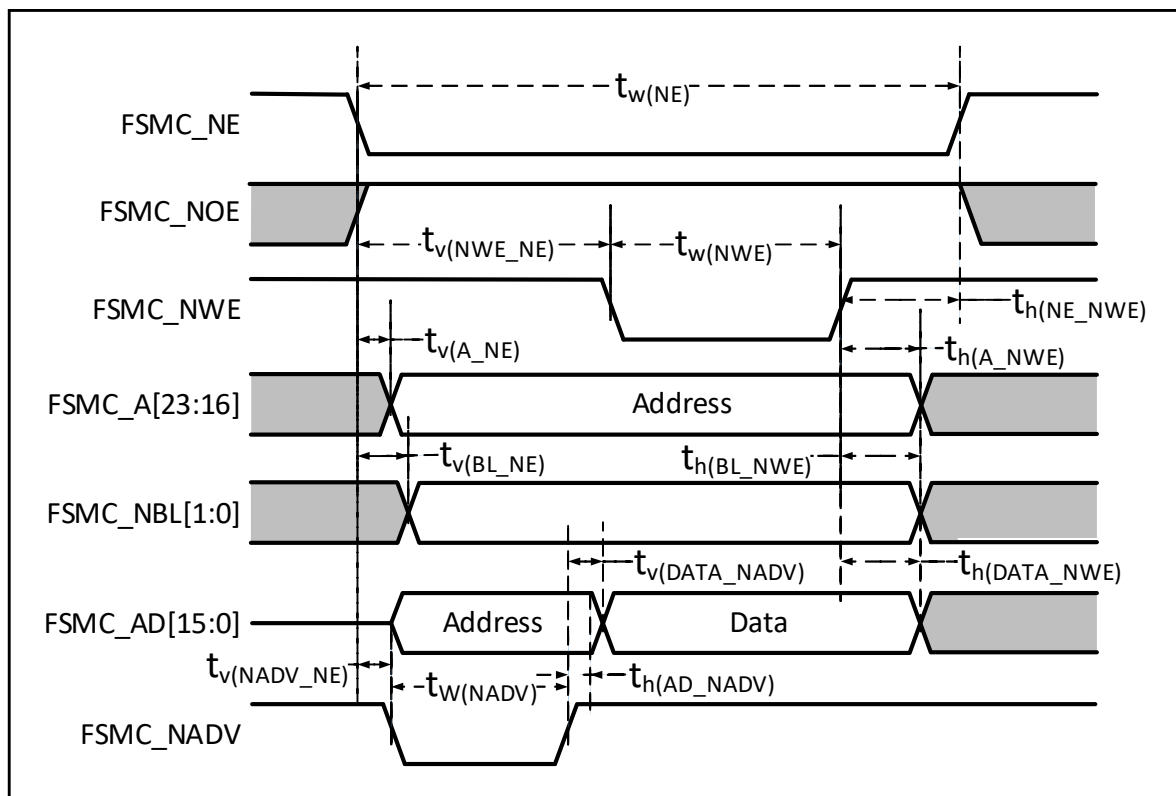 tw(NE)
FSMC_NE
FSMC_NOE
tv(NWE_NE)
tw(NWE)
FSMC_NWE
th(NE_NWE)
tv(A_NE)
th(A_NWE)
FSMC_A[23:16]
Address
tv(BL_NE)
th(BL_NWE)
FSMC_NBL[1:0]
tv(DATA_NADV)
th(DATA_NWE)
FSMC_AD[15:0]
Address
Data
tv(NADV_NE)
tW(NADV)
th(AD_NADV)
FSMC_NADV